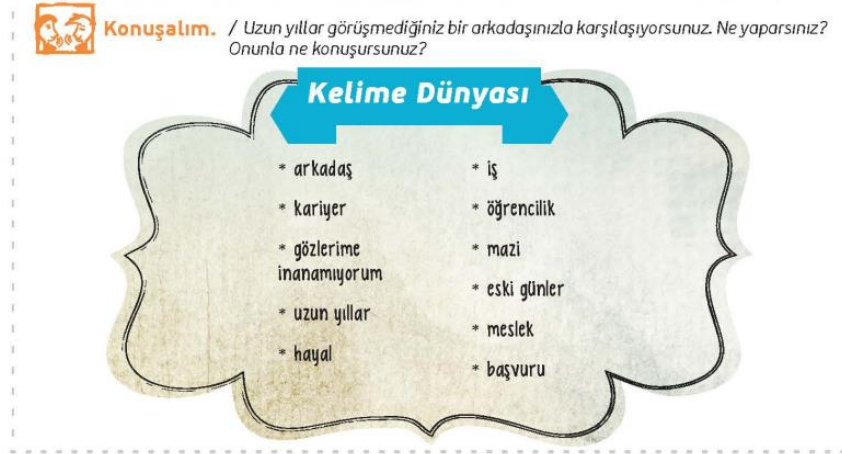 Konuşalım. / Uzun yıllar görüşmediğiniz bir arkadaşınızla karşılaşıyorsunuz. Ne yaparsınız?
Onunla ne konuşursunuz?
Kelime Dünyası
* arkadaş
* kariyer
* gözlerime
inanamıyorum
* uzun yıllar
* hayal
* iş
* öğrencilik
* mazi
* eski günler
* meslek
* başvuru